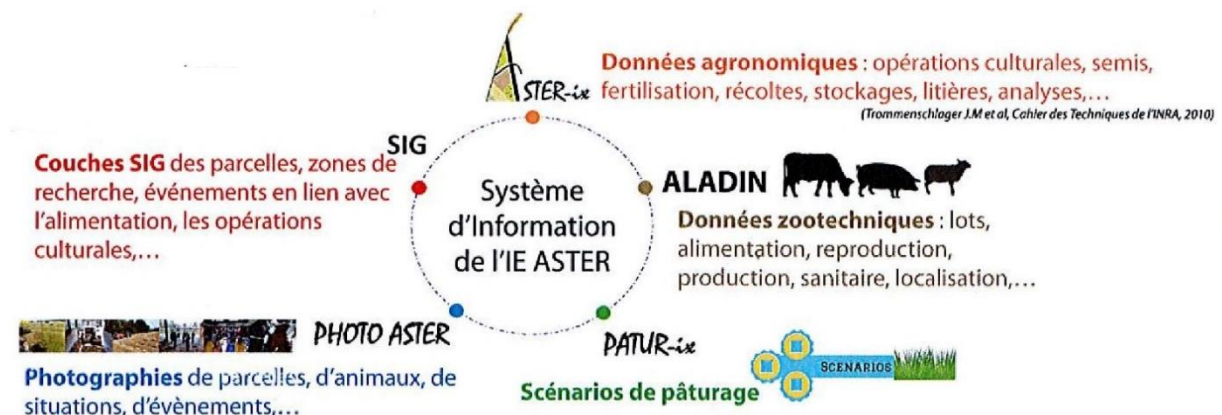 ASTER-ix
Données agronomiques : opérations culturales, semis,
fertilisation, récoltes, stockages, litières, analyses,...
(Trommenschlager J.M et al, Cahier des Techniques de l'INRA, 2010)
SIG
Couches SIG des parcelles, zones de
recherche, événements en lien avec
l'alimentation, les opérations
culturales,...
Système
d'Information
de l'IE ASTER
ALADIN
Données zootechniques : lots,
alimentation, reproduction,
production, sanitaire, localisation,...
PHOTO ASTER
Photographies de parcelles, d'animaux, de
situations, d'évènements,...
PATUR-ix
Scénarios de pâturage
SCENARIOS